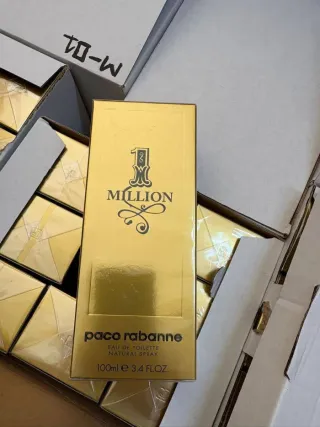 M-01
1
MILLION
paco rabanne
EAU DE TOILETTE
NATURAL SPRAY
100ml e 3.4 FL.OZ.